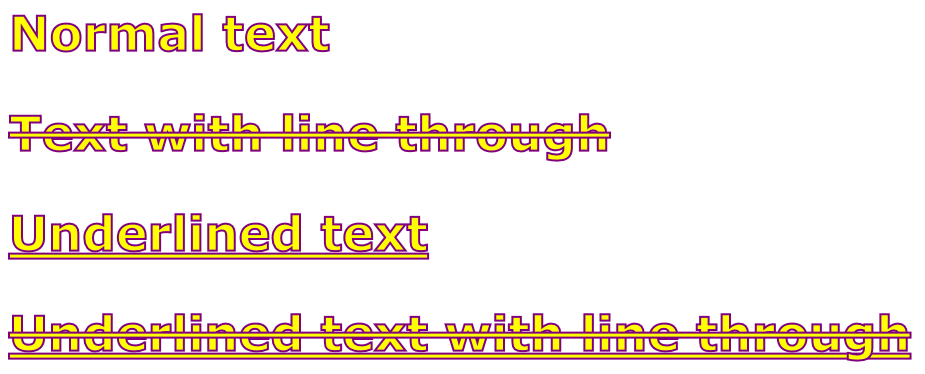 Normal text
Text with line through
Underlined text
Underlined text with line through